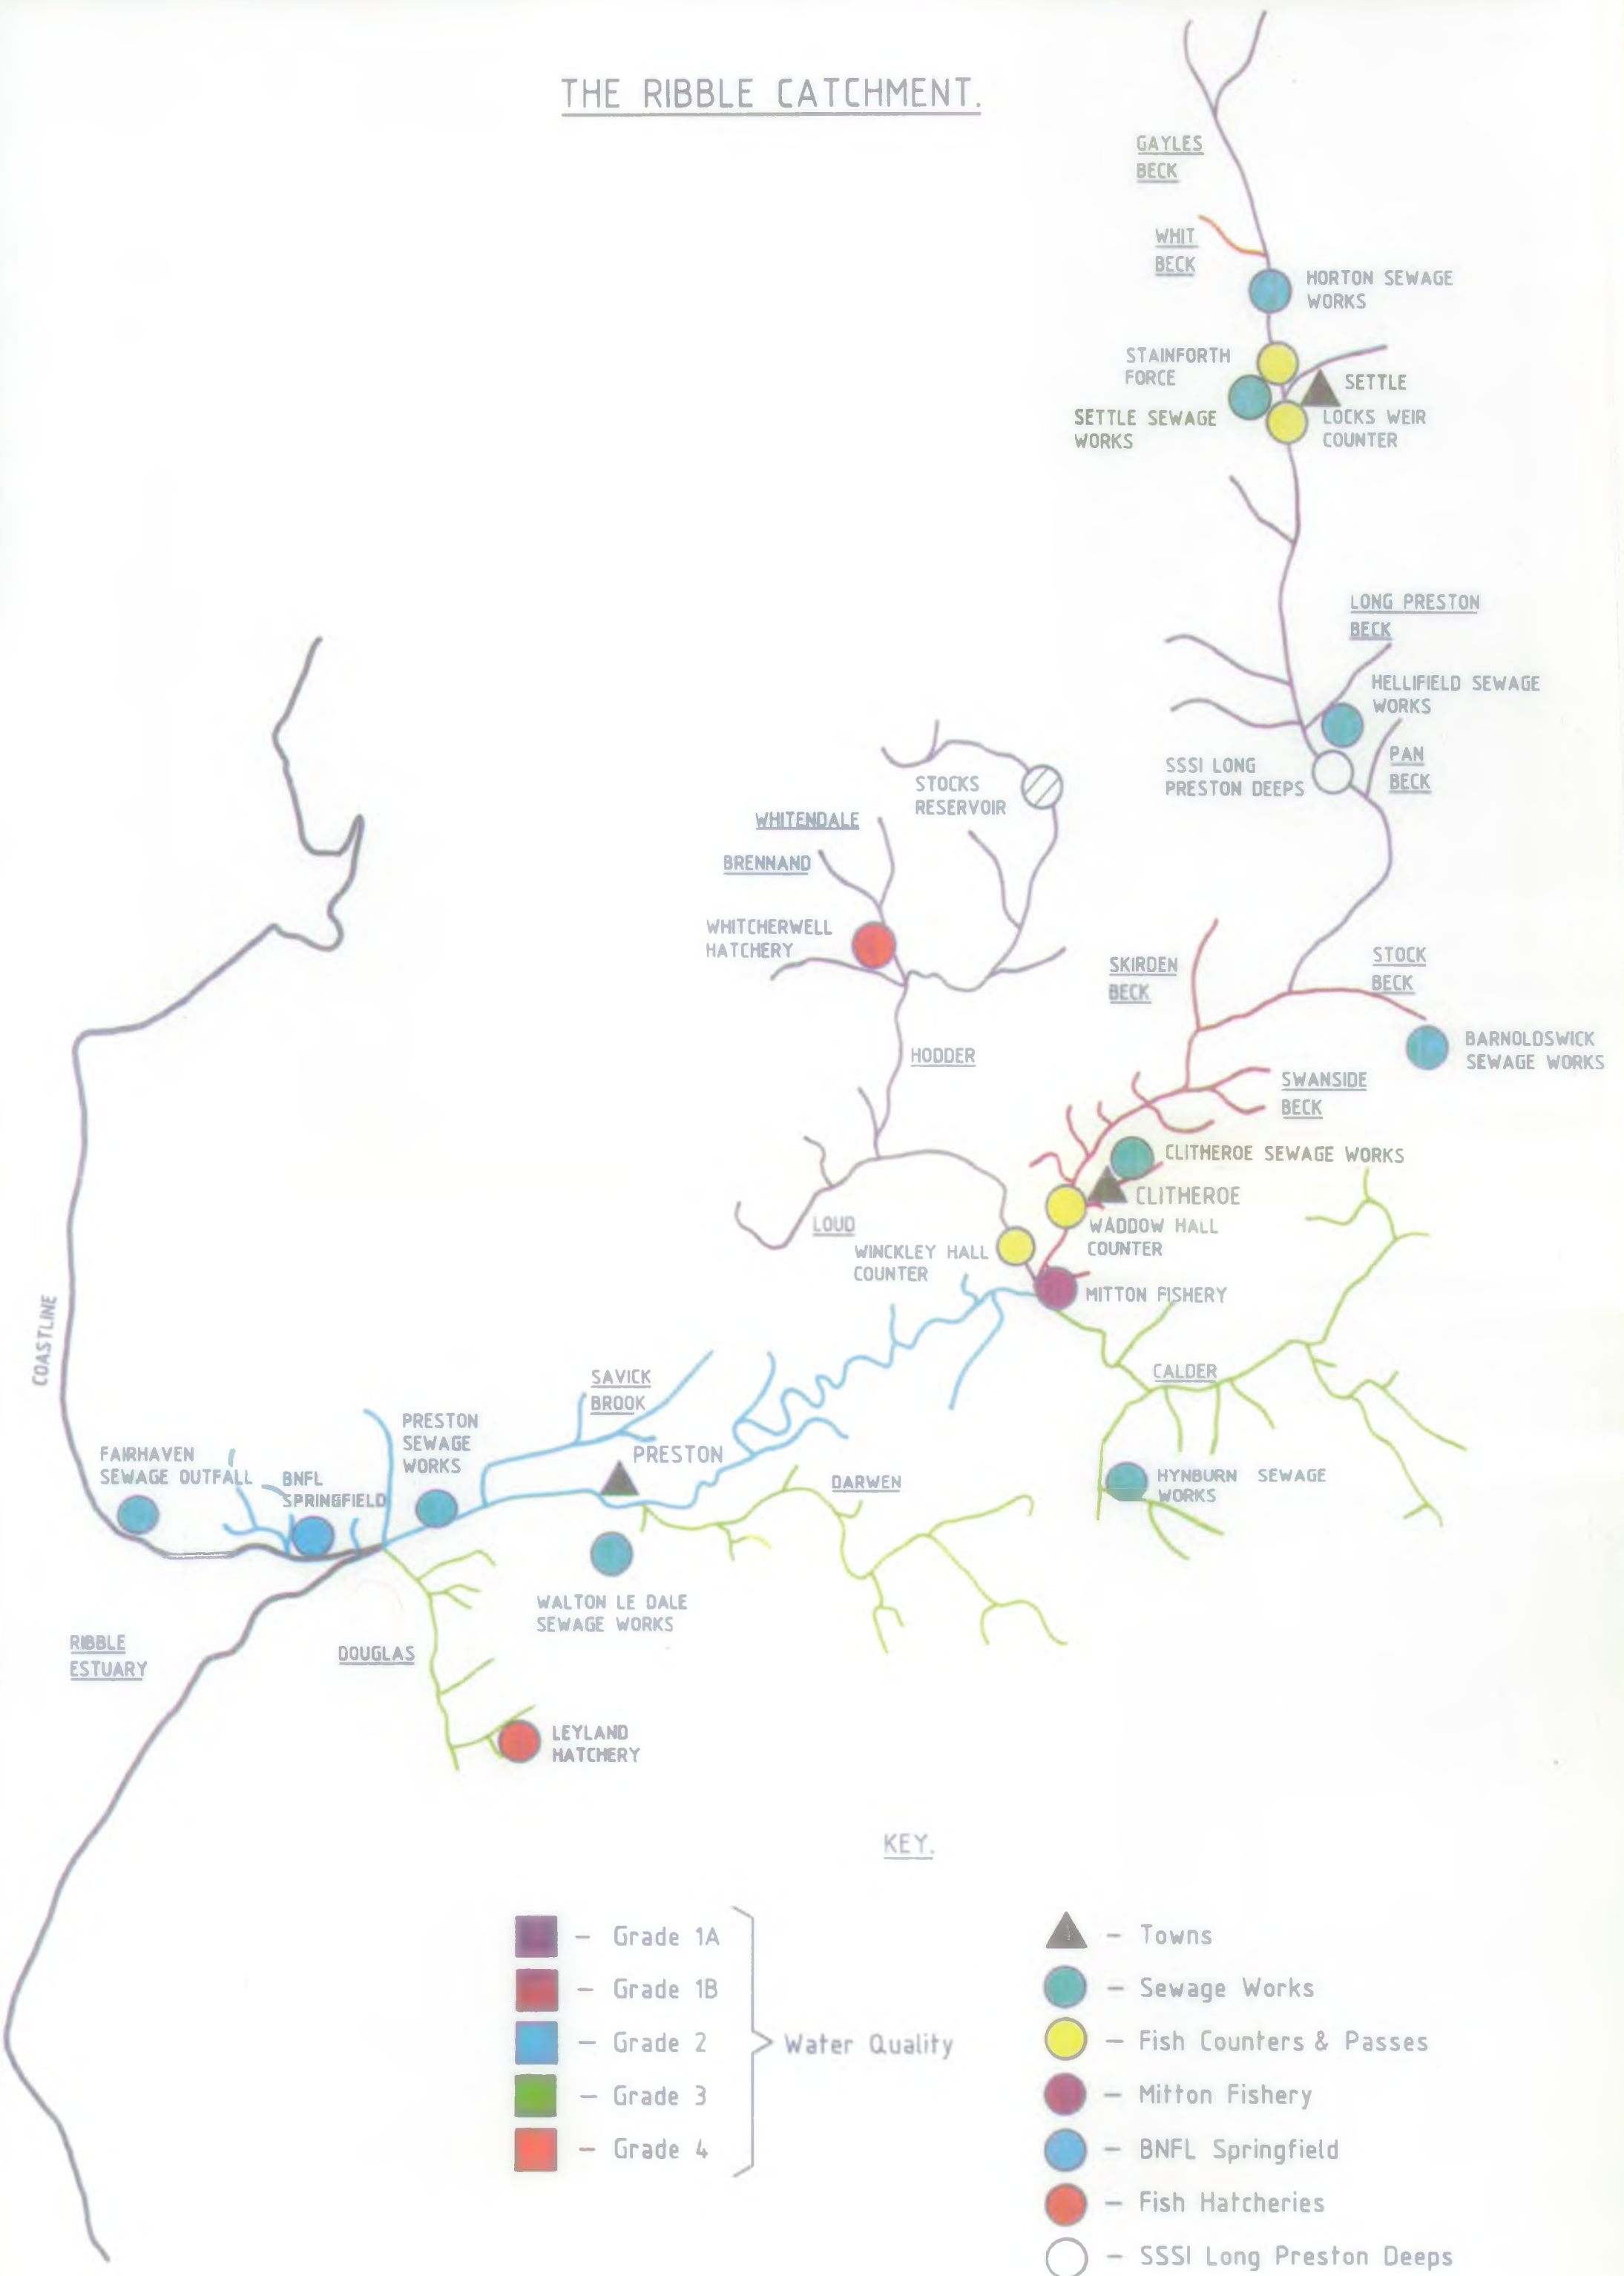 THE RIBBLE CATCHMENT.
GAYLES
BECK
WHIT
BECK
HORTON SEWAGE
WORKS
STAINFORTH
FORCE
SETTLE
SETTLE SEWAGE
WORKS
LOCKS WEIR
COUNTER
LONG PRESTON
BECK
HELLIFIELD SEWAGE
WORKS
SSSI LONG
PRESTON DEEPS
PAN
BECK
STOCKS
RESERVOIR
WHITENDALE
BRENNAND
WHITCHERWELL
HATCHERY
SKIRDEN
BECK
STOCK
BECK
BARNOLDSWICK
SEWAGE WORKS
HODDER
SWANSIDE
BECK
CLITHEROE SEWAGE WORKS
CLITHEROE
LOUD
WADDOW HALL
COUNTER
WINCKLEY HALL
COUNTER
MITTON FISHERY
COASTLINE
CALDER
SAVICK
BROOK
PRESTON
SEWAGE
WORKS
PRESTON
FAIRHAVEN
SEWAGE OUTFALL
BNFL
SPRINGFIELD
DARWEN
HYNBURN SEWAGE
WORKS
WALTON LE DALE
SEWAGE WORKS
RIBBLE
ESTUARY
DOUGLAS
LEYLAND
HATCHERY
KEY.
– Grade 1A
– Grade 1B
– Grade 2
– Grade 3
– Grade 4
Water Quality
– Towns
– Sewage Works
– Fish Counters & Passes
– Mitton Fishery
– BNFL Springfield
– Fish Hatcheries
– SSSI Long Preston Deeps